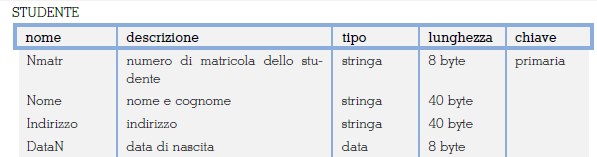 STUDENTE
nome descrizione tipo lunghezza chiave
Nmatr numero di matricola dello stu- stringa 8 byte primaria
dente
Nome nome e cognome stringa 40 byte
Indirizzo indirizzo stringa 40 byte
DataN data di nascita data 8 byte